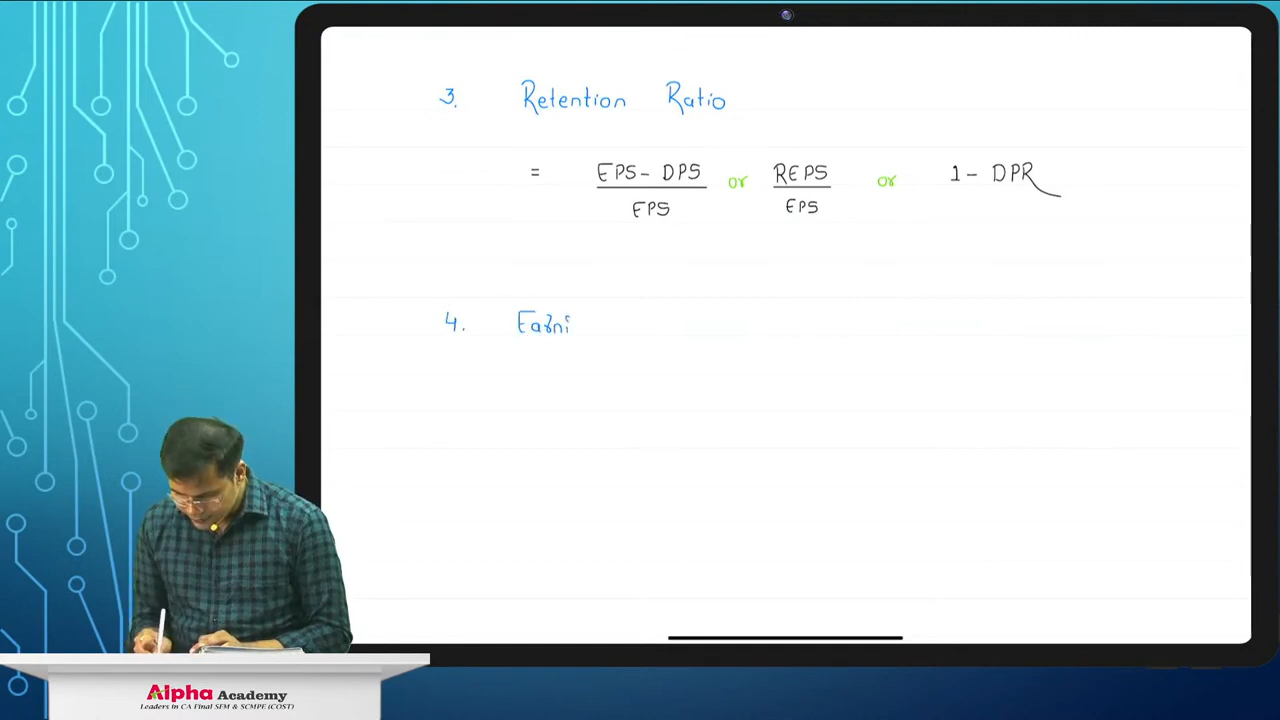 3. Retention Ratio
= EPS - DPS or REPS or 1 - DPR
EPS EPS
4. Earni
Alpha Academy
Leaders in CA Final SFM & SCMPE (COST)